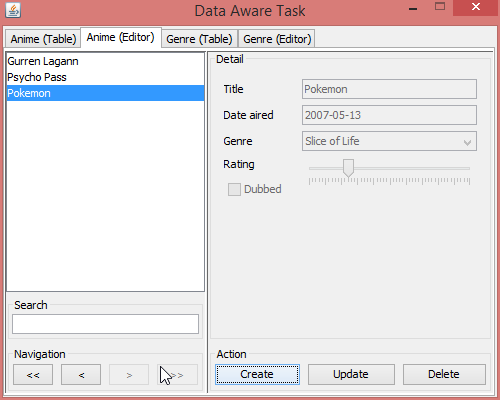 Data Aware Task
Anime (Table) Anime (Editor) Genre (Table) Genre (Editor)
Gurren Lagann
Psycho Pass
Pokemon
Search
Navigation
<< < > >>
Detail
Title Pokemon
Date aired 2007-05-13
Genre Slice of Life
Rating
Dubbed
Action
Create Update Delete